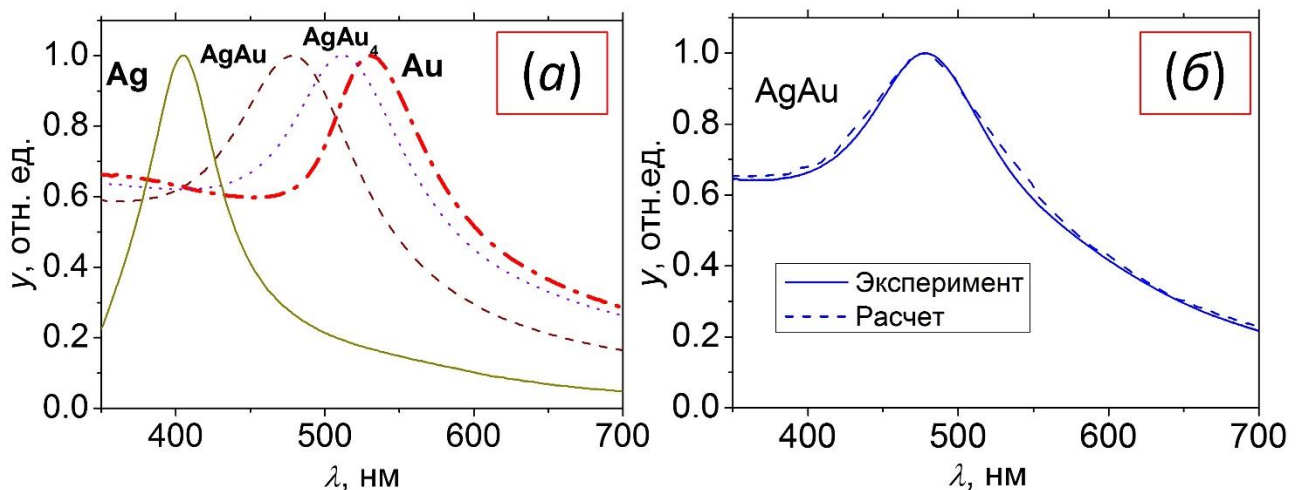 (а)
Ag
AgAu
AgAu4
Au
1.0
0.8
0.6
0.4
0.2
0.0
400
500
600
700
y, отн. ед.
λ, нм
(б)
AgAu
Эксперимент
Расчет
1.0
0.8
0.6
0.4
0.2
0.0
400
500
600
700
y, отн.ед.
λ, нм